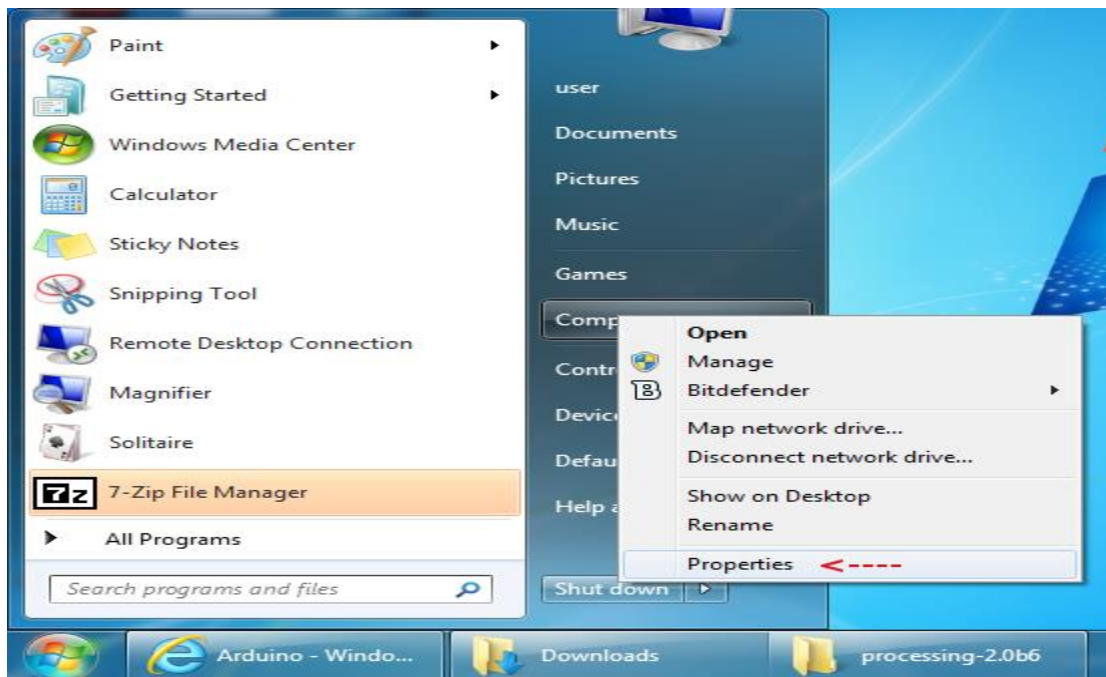 Paint
Getting Started
Windows Media Center
Calculator
Sticky Notes
Snipping Tool
Remote Desktop Connection
Magnifier
Solitaire
7z
7-Zip File Manager
All Programs
Search programs and files
user
Documents
Pictures
Music
Games
Comp
Contr
Devic
Defau
Help a
Shut down
Open
Manage
B
Bitdefender
Map network drive...
Disconnect network drive...
Show on Desktop
Rename
Properties <----
Arduino - Windo...
Downloads
processing-2.0b6